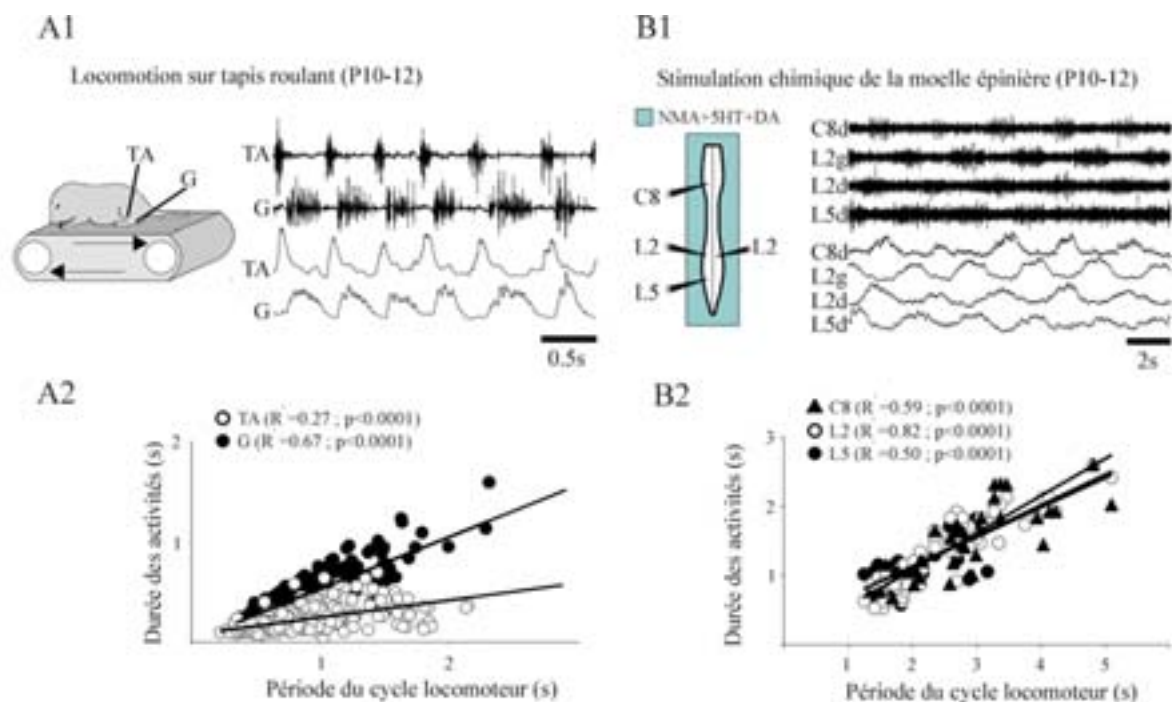 A1
Locomotion sur tapis roulant (P10-12)
TA
G
TA
G
TA
G
0.5s
B1
Stimulation chimique de la moelle épinière (P10-12)
NMA+5HT+DA
C8
L2
L2
L5
C8d
L2g
L2d
L5d
C8d
L2g
L2d
L5d
2s
A2
TA (R =0.27 ; p<0.0001)
G (R =0.67 ; p<0.0001)
Durée des activités (s)
2
1
1
2
Période du cycle locomoteur (s)
B2
C8 (R =0.59 ; p<0.0001)
L2 (R =0.82 ; p<0.0001)
L5 (R =0.50 ; p<0.0001)
Durée des activités (s)
3
2
1
1
2
3
4
5
Période du cycle locomoteur (s)